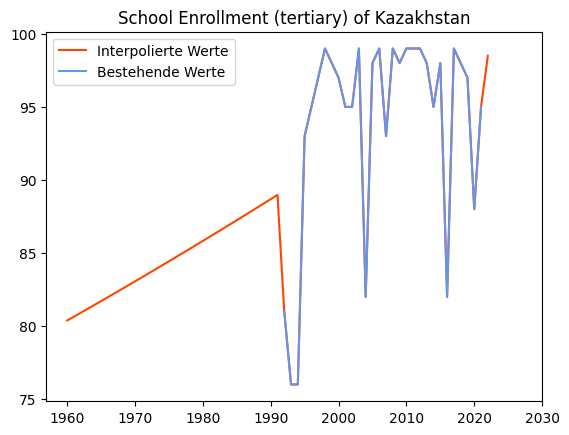 School Enrollment (tertiary) of Kazakhstan
Interpolierte Werte
Bestehende Werte
100
95
90
85
80
75
1960 1970 1980 1990 2000 2010 2020 2030